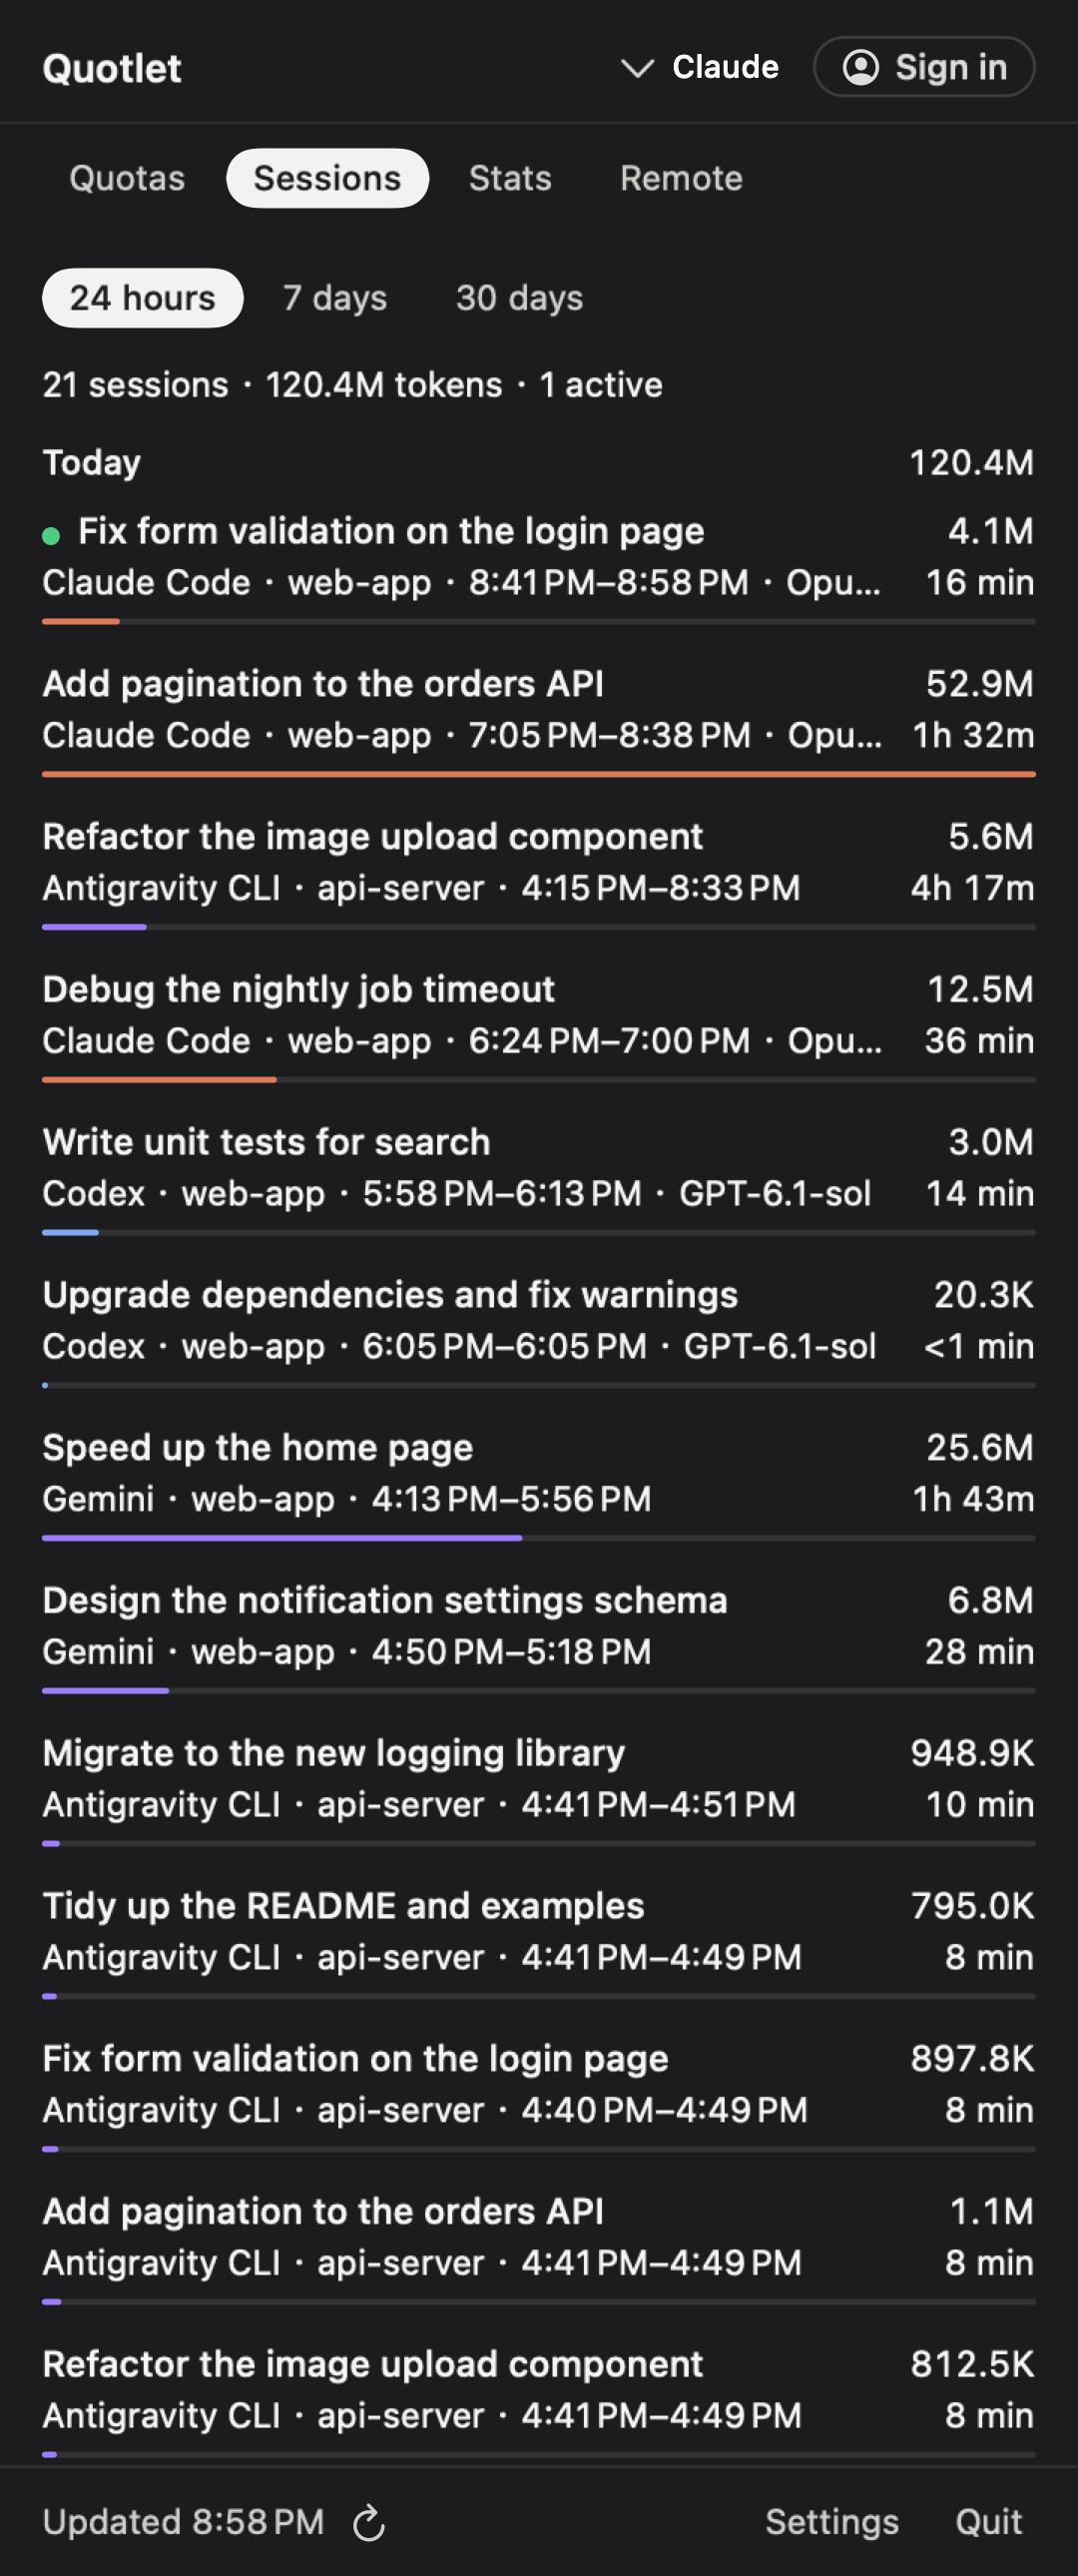 Quotlet
Claude
Sign in
Quotas Sessions Stats Remote
24 hours 7 days 30 days
21 sessions · 120.4M tokens · 1 active
Today 120.4M
Fix form validation on the login page 4.1M
Claude Code · web-app · 8:41 PM–8:58 PM · Opu... 16 min
Add pagination to the orders API 52.9M
Claude Code · web-app · 7:05 PM–8:38 PM · Opu... 1h 32m
Refactor the image upload component 5.6M
Antigravity CLI · api-server · 4:15 PM–8:33 PM 4h 17m
Debug the nightly job timeout 12.5M
Claude Code · web-app · 6:24 PM–7:00 PM · Opu... 36 min
Write unit tests for search 3.0M
Codex · web-app · 5:58 PM–6:13 PM · GPT-6.1-sol 14 min
Upgrade dependencies and fix warnings 20.3K
Codex · web-app · 6:05 PM–6:05 PM · GPT-6.1-sol <1 min
Speed up the home page 25.6M
Gemini · web-app · 4:13 PM–5:56 PM 1h 43m
Design the notification settings schema 6.8M
Gemini · web-app · 4:50 PM–5:18 PM 28 min
Migrate to the new logging library 948.9K
Antigravity CLI · api-server · 4:41 PM–4:51 PM 10 min
Tidy up the README and examples 795.0K
Antigravity CLI · api-server · 4:41 PM–4:49 PM 8 min
Fix form validation on the login page 897.8K
Antigravity CLI · api-server · 4:40 PM–4:49 PM 8 min
Add pagination to the orders API 1.1M
Antigravity CLI · api-server · 4:41 PM–4:49 PM 8 min
Refactor the image upload component 812.5K
Antigravity CLI · api-server · 4:41 PM–4:49 PM 8 min
Updated 8:58 PM Settings Quit